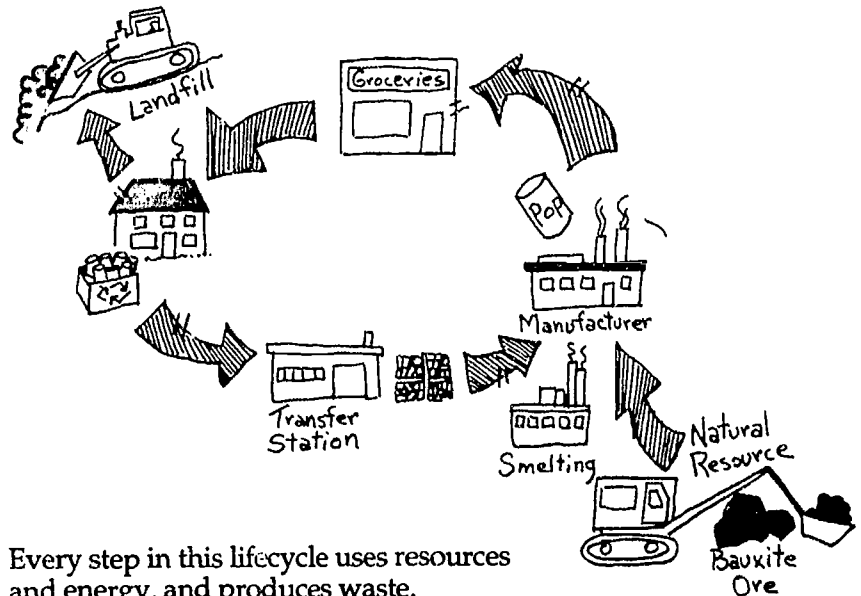 Landfill
Groceries
POP
Manufacturer
Transfer
Station
Smelting
Natural
Resource
Bauxite
Ore
Every step in this lifecycle uses resources
and energy, and produces waste.